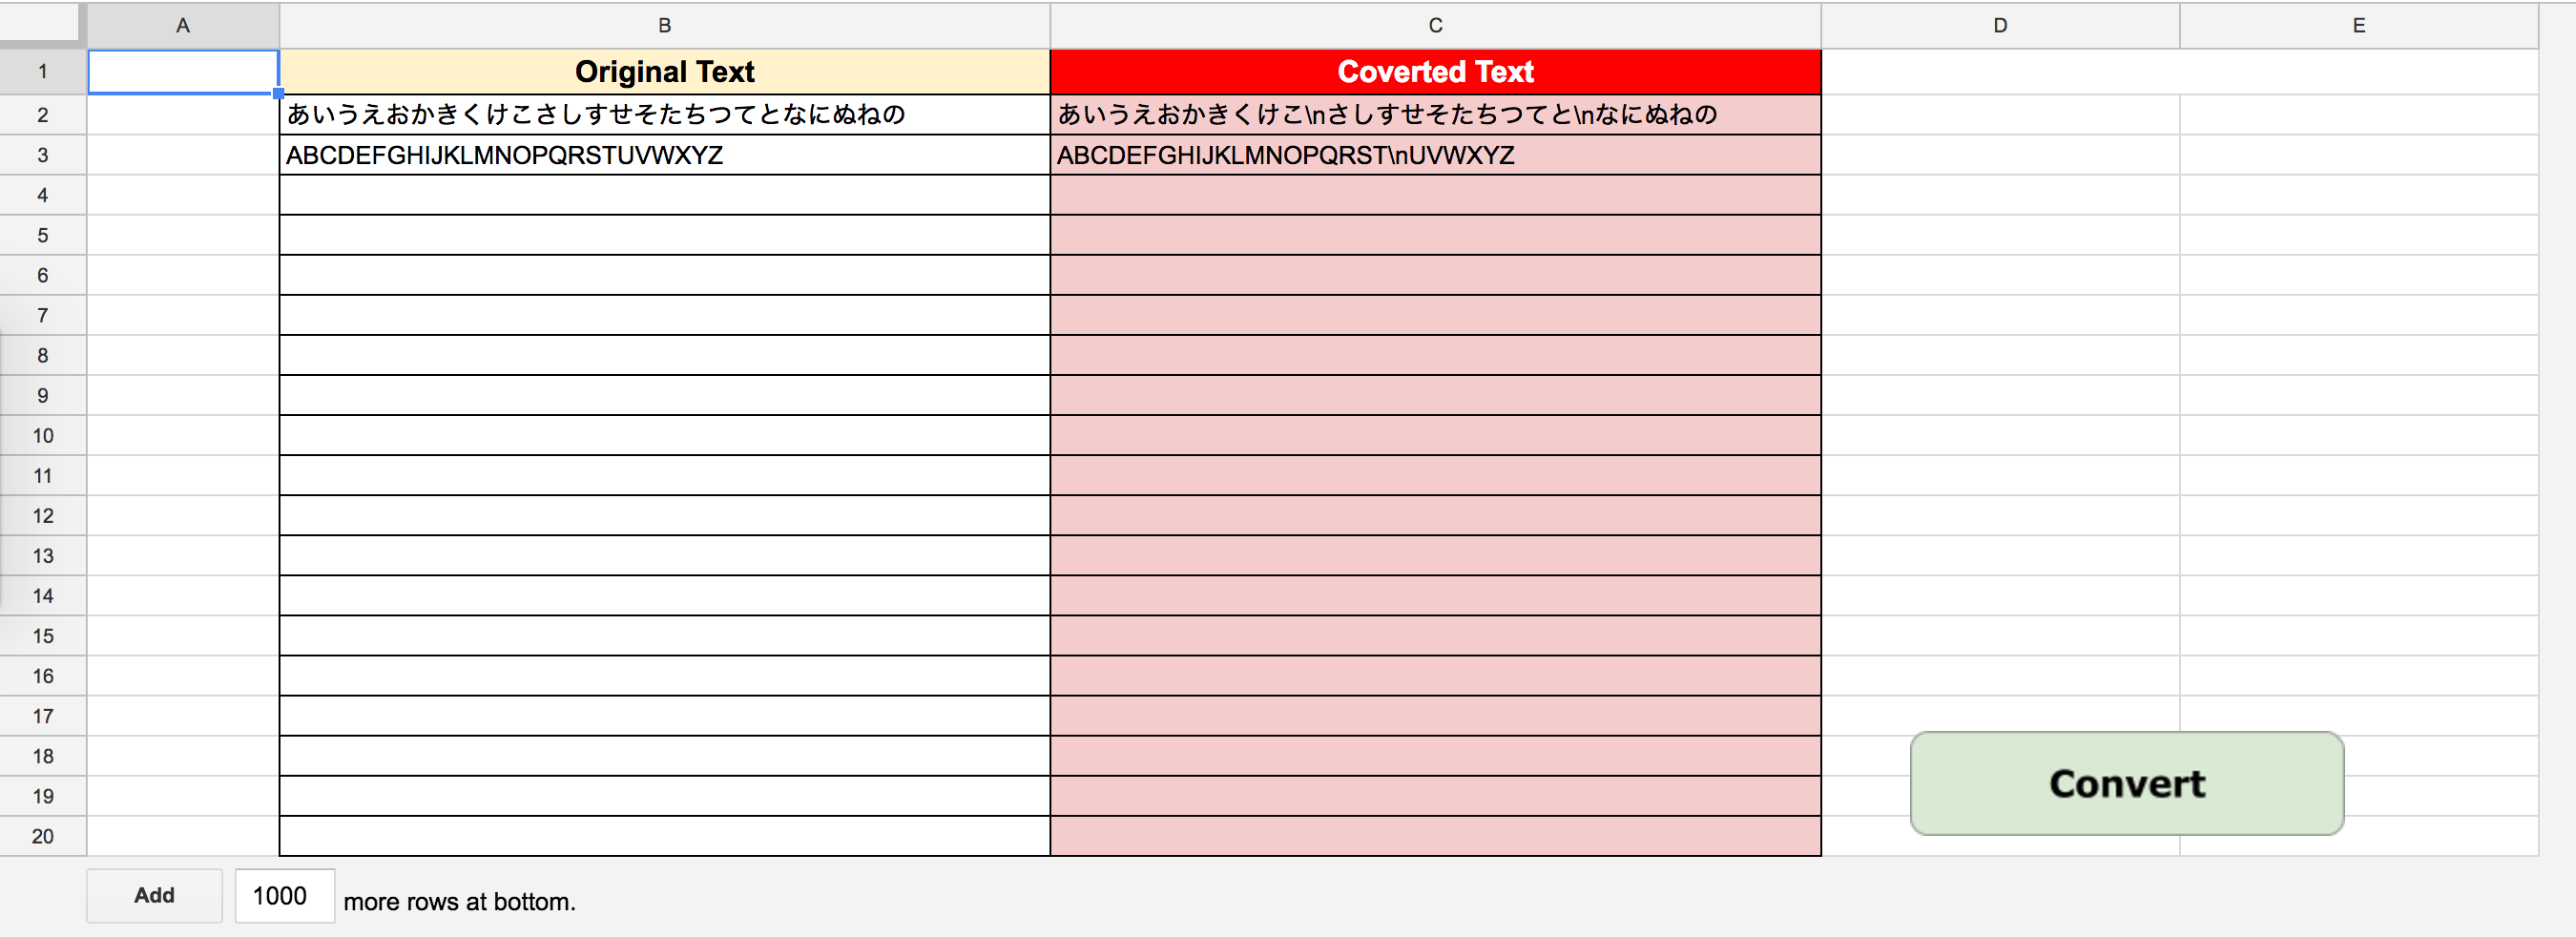 A B C D E
1 Original Text Coverted Text
2 あいうえおかきくけこさしすせそたちつてとなにぬねの あいうえおかきくけこ\nさしすせそたちつてと\nなにぬねの
3 ABCDEFGHIJKLMNOPQRSTUVWXYZ ABCDEFGHIJKLMNOPQRST\nUVWXYZ
4
5
6
7
8
9
10
11
12
13
14
15
16
17
18
19
20
Convert
Add 1000 more rows at bottom.